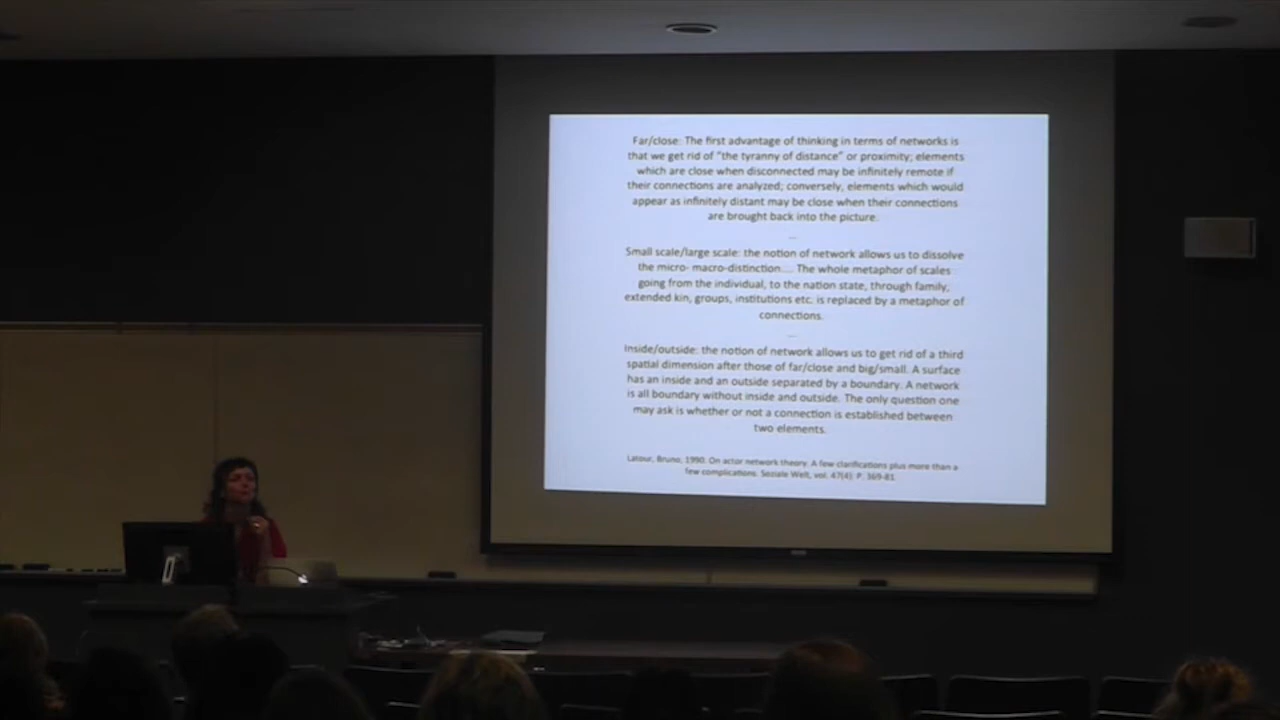 Far/close: The first advantage of thinking in terms of networks is
that we get rid of "the tyranny of distance" or proximity; elements
which are close when disconnected may be infinitely remote if
their connections are analyzed; conversely, elements which would
appear as infinitely distant may be close when their connections
are brought back into the picture.
...
Small scale/large scale: the notion of network allows us to dissolve
the micro- macro-distinction.... The whole metaphor of scales
going from the individual, to the nation state, through family,
extended kin, groups, institutions etc. is replaced by a metaphor of
connections.
...
Inside/outside: the notion of network allows us to get rid of a third
spatial dimension after those of far/close and big/small. A surface
has an inside and an outside separated by a boundary. A network
is all boundary without inside and outside. The only question one
may ask is whether or not a connection is established between
two elements.
Latour, Bruno, 1990. On actor network theory. A few clarifications plus more than a
few complications. Soziale Welt, vol. 47(4): P. 369-81.